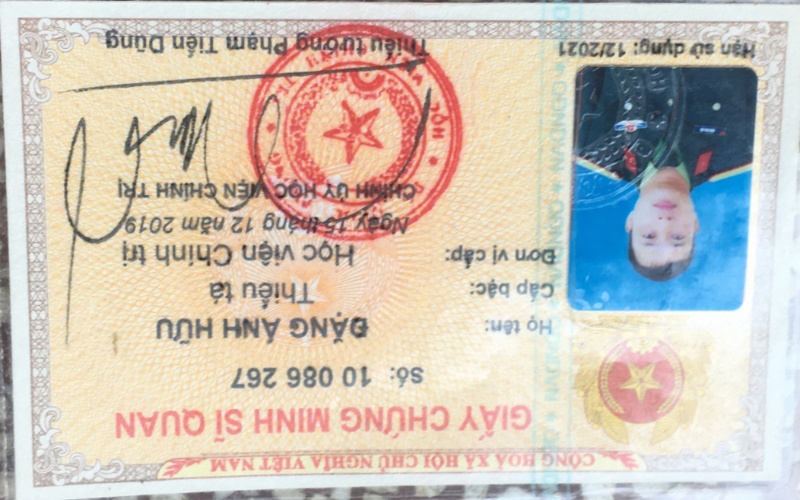 CỘNG HOÀ XÃ HỘI CHỦ NGHĨA VIỆT NAM
GIẤY CHỨNG MINH SĨ QUAN
Số: 10 086 267
Họ tên: ĐẶNG ÁNH HỮU
Cấp bậc: Thiếu tá
Đơn vị cấp: Học viện Chính trị
Ngày 15 tháng 12 năm 2019
CHÍNH ỦY HỌC VIỆN CHÍNH TRỊ
Thiếu tướng Phạm Tiến Dũng
Hạn sử dụng: 12/2021